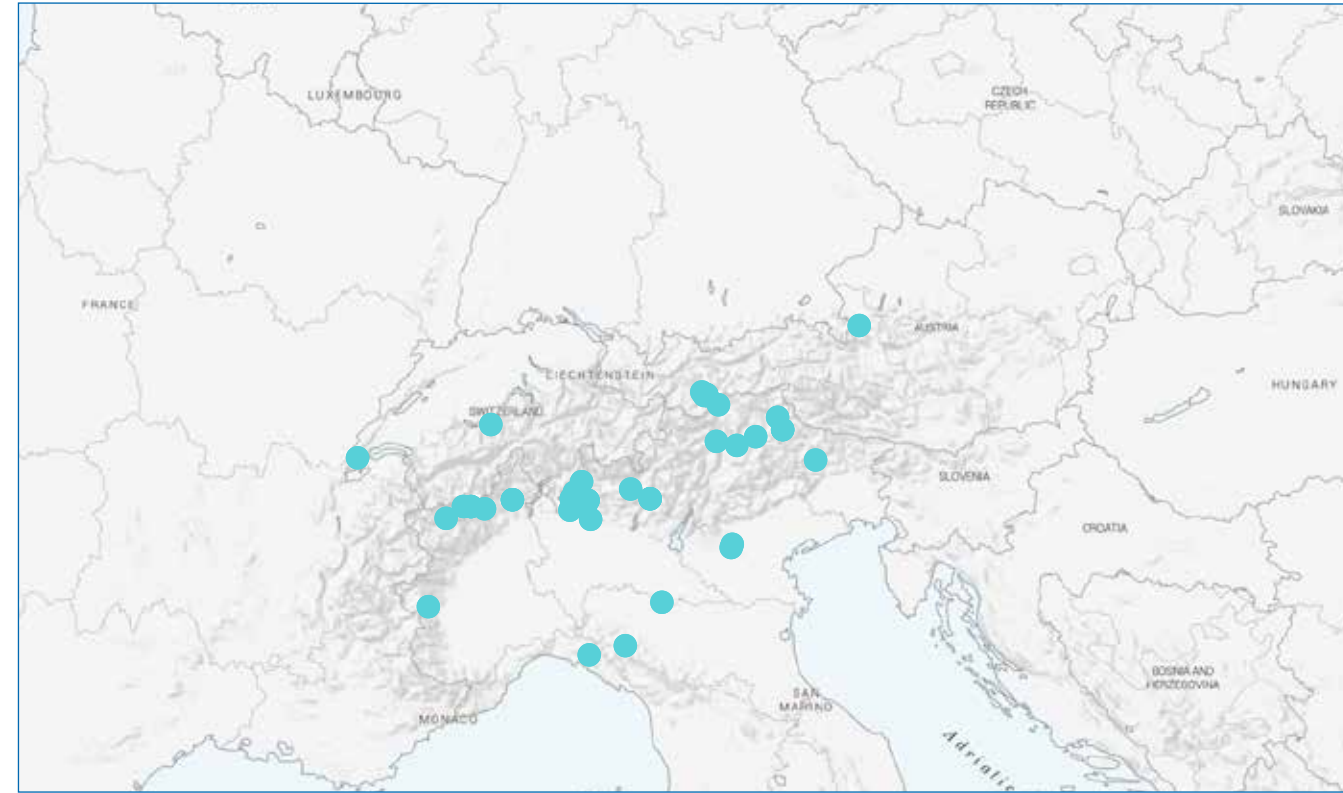 LUXEMBOURG
CZECH
REPUBLIC
SLOVAKIA
FRANCE
AUSTRIA
LIECHTENSTEIN
HUNGARY
SWITZERLAND
SLOVENIA
CROATIA
BOSNIA AND
HERZEGOVINA
SAN
MARINO
MONACO
Adriatic